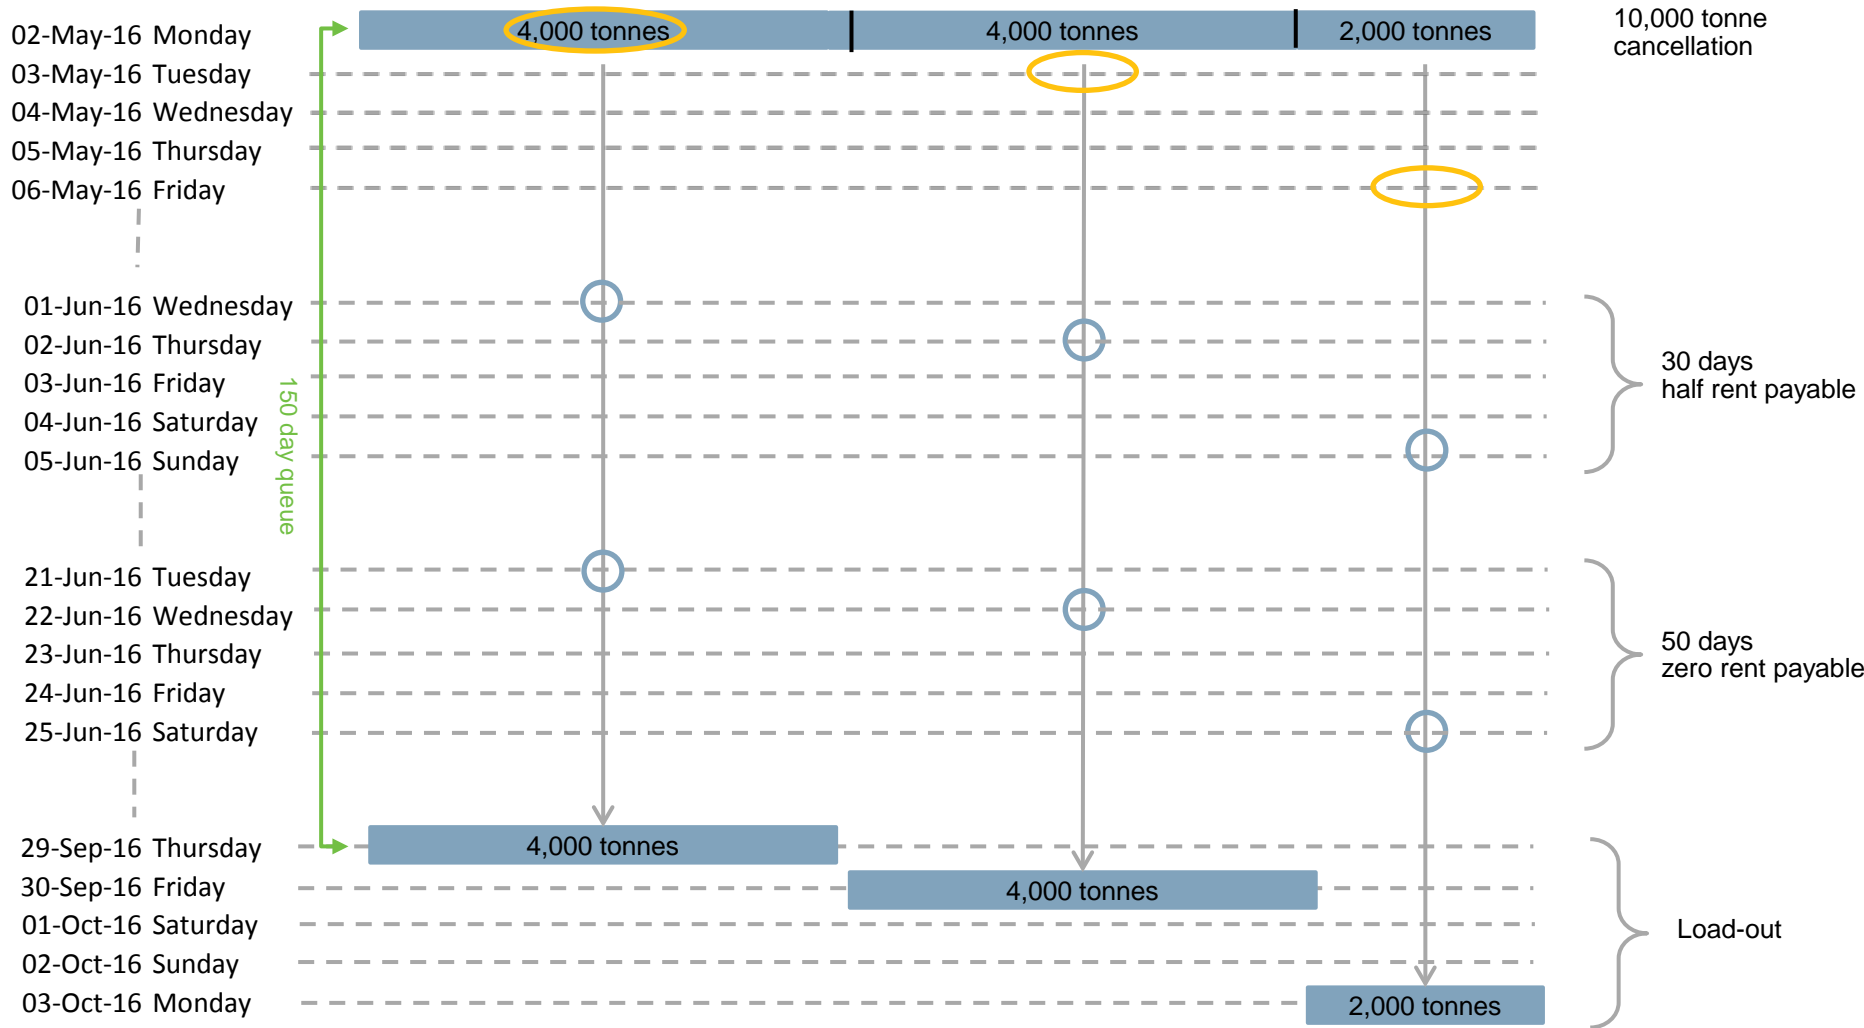 02-May-16 Monday
4,000 tonnes
4,000 tonnes
2,000 tonnes
10,000 tonne
cancellation
03-May-16 Tuesday
04-May-16 Wednesday
05-May-16 Thursday
06-May-16 Friday
01-Jun-16 Wednesday
02-Jun-16 Thursday
03-Jun-16 Friday
04-Jun-16 Saturday
05-Jun-16 Sunday
30 days
half rent payable
150 day queue
21-Jun-16 Tuesday
22-Jun-16 Wednesday
23-Jun-16 Thursday
24-Jun-16 Friday
25-Jun-16 Saturday
50 days
zero rent payable
29-Sep-16 Thursday
4,000 tonnes
30-Sep-16 Friday
4,000 tonnes
01-Oct-16 Saturday
02-Oct-16 Sunday
03-Oct-16 Monday
2,000 tonnes
Load-out